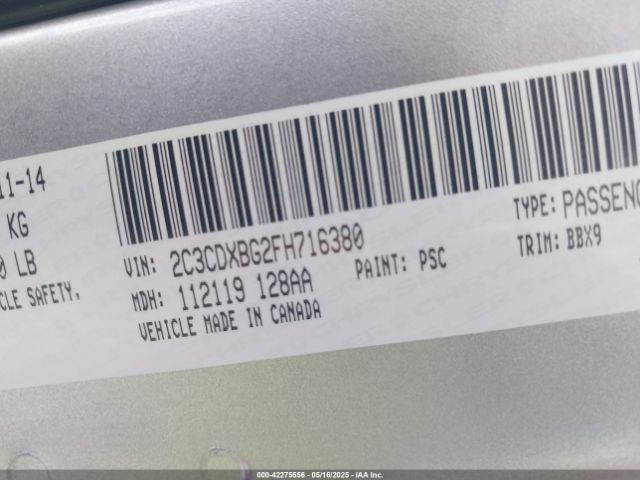 11-14
KG
0 LB
CLE SAFETY,
VIN: 2C3CDXBG2FH716380
TYPE: PASSENG
MDH: 112119 128AA
PAINT: PSC
TRIM: BBX9
VEHICLE MADE IN CANADA
000-42275556 - 05/16/2025 - IAA Inc.